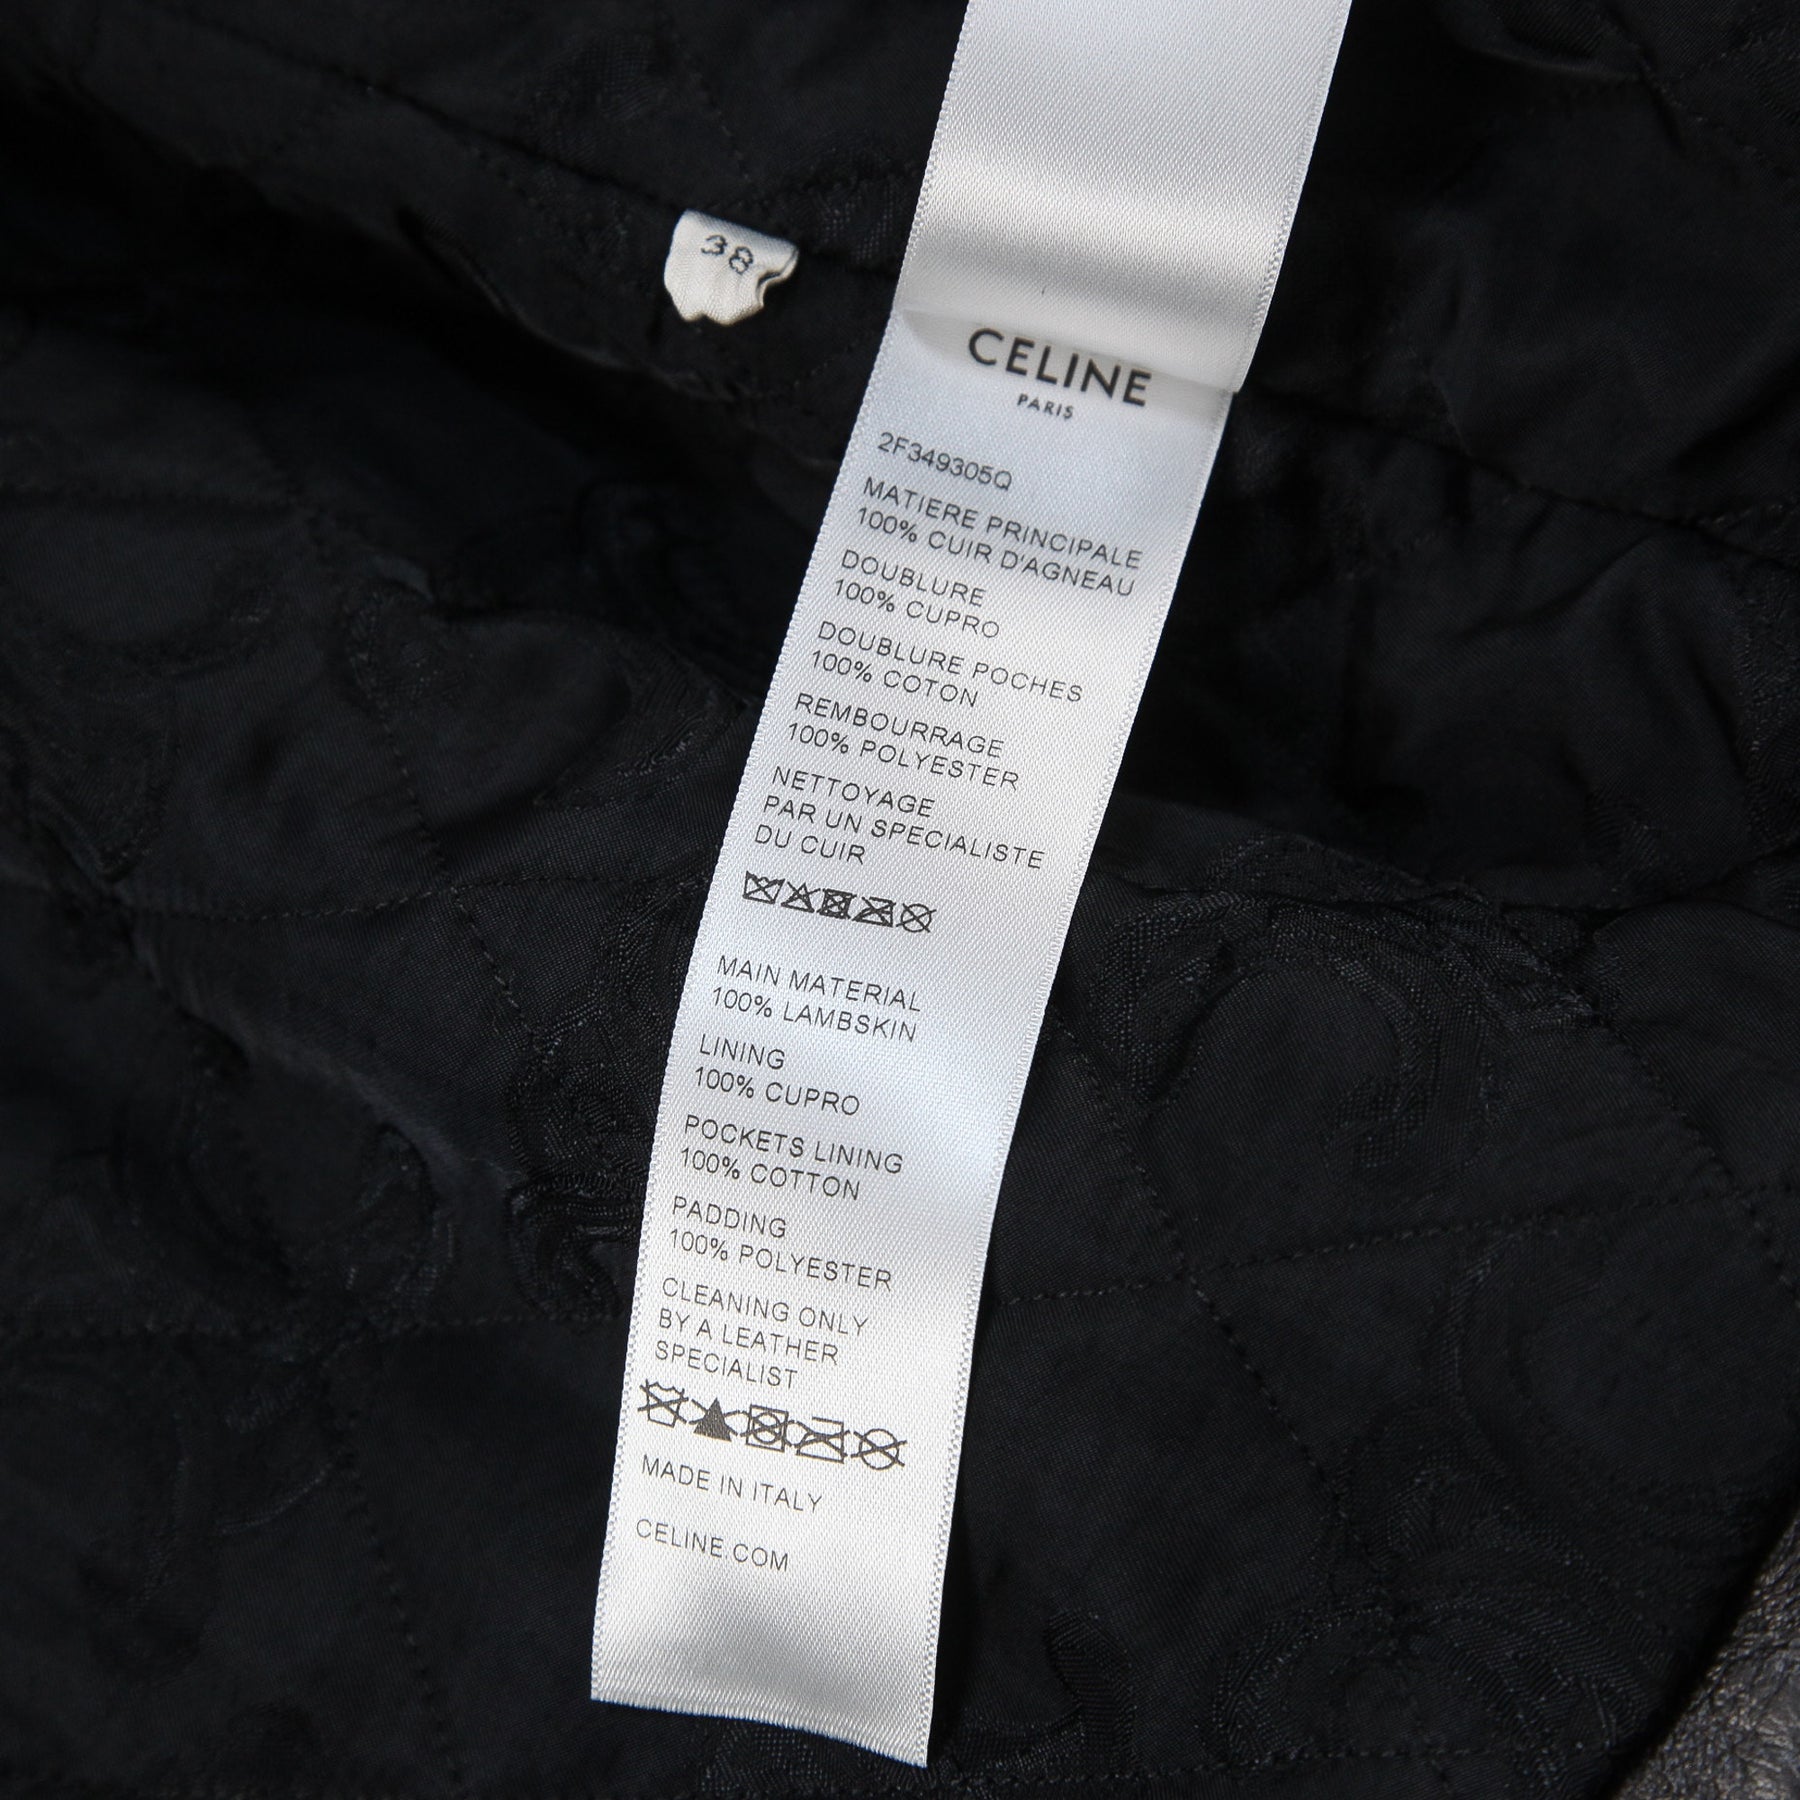 38
CELINE
PARIS
2F349305Q
MATIERE PRINCIPALE
100% CUIR D'AGNEAU
DOUBLURE
100% CUPRO
DOUBLURE POCHES
100% COTON
REMBOURRAGE
100% POLYESTER
NETTOYAGE
PAR UN SPECIALISTE
DU CUIR
MAIN MATERIAL
100% LAMBSKIN
LINING
100% CUPRO
POCKETS LINING
100% COTTON
PADDING
100% POLYESTER
CLEANING ONLY
BY A LEATHER
SPECIALIST
MADE IN ITALY
CELINE.COM